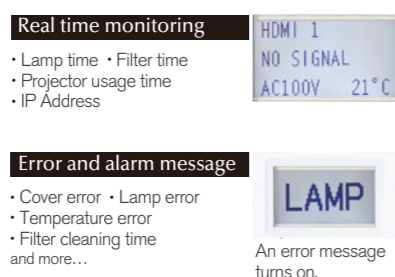 Real time monitoring
• Lamp time • Filter time
• Projector usage time
• IP Address
HDMI 1
NO SIGNAL
AC100V 21°C
Error and alarm message
• Cover error • Lamp error
• Temperature error
• Filter cleaning time
and more…
LAMP
An error message
turns on.